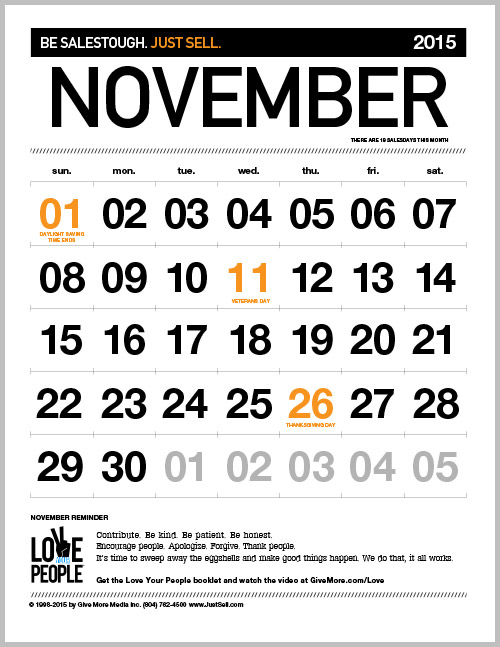 BE SALESTOUGH. JUST SELL. 2015
NOVEMBER
THERE ARE 19 SALESDAYS THIS MONTH
sun. mon. tue. wed. thu. fri. sat.
01 02 03 04 05 06 07
DAYLIGHT SAVING
TIME ENDS
08 09 10 11 12 13 14
VETERANS DAY
15 16 17 18 19 20 21
22 23 24 25 26 27 28
THANKSGIVING DAY
29 30 01 02 03 04 05
NOVEMBER REMINDER
LOVE
YOUR
PEOPLE
Contribute. Be kind. Be patient. Be honest.
Encourage people. Apologize. Forgive. Thank people.
It's time to sweep away the eggshells and make good things happen. We do that, it all works.
Get the Love Your People booklet and watch the video at GiveMore.com/Love
© 1998-2015 by Give More Media Inc. (804) 762-4500 www.JustSell.com